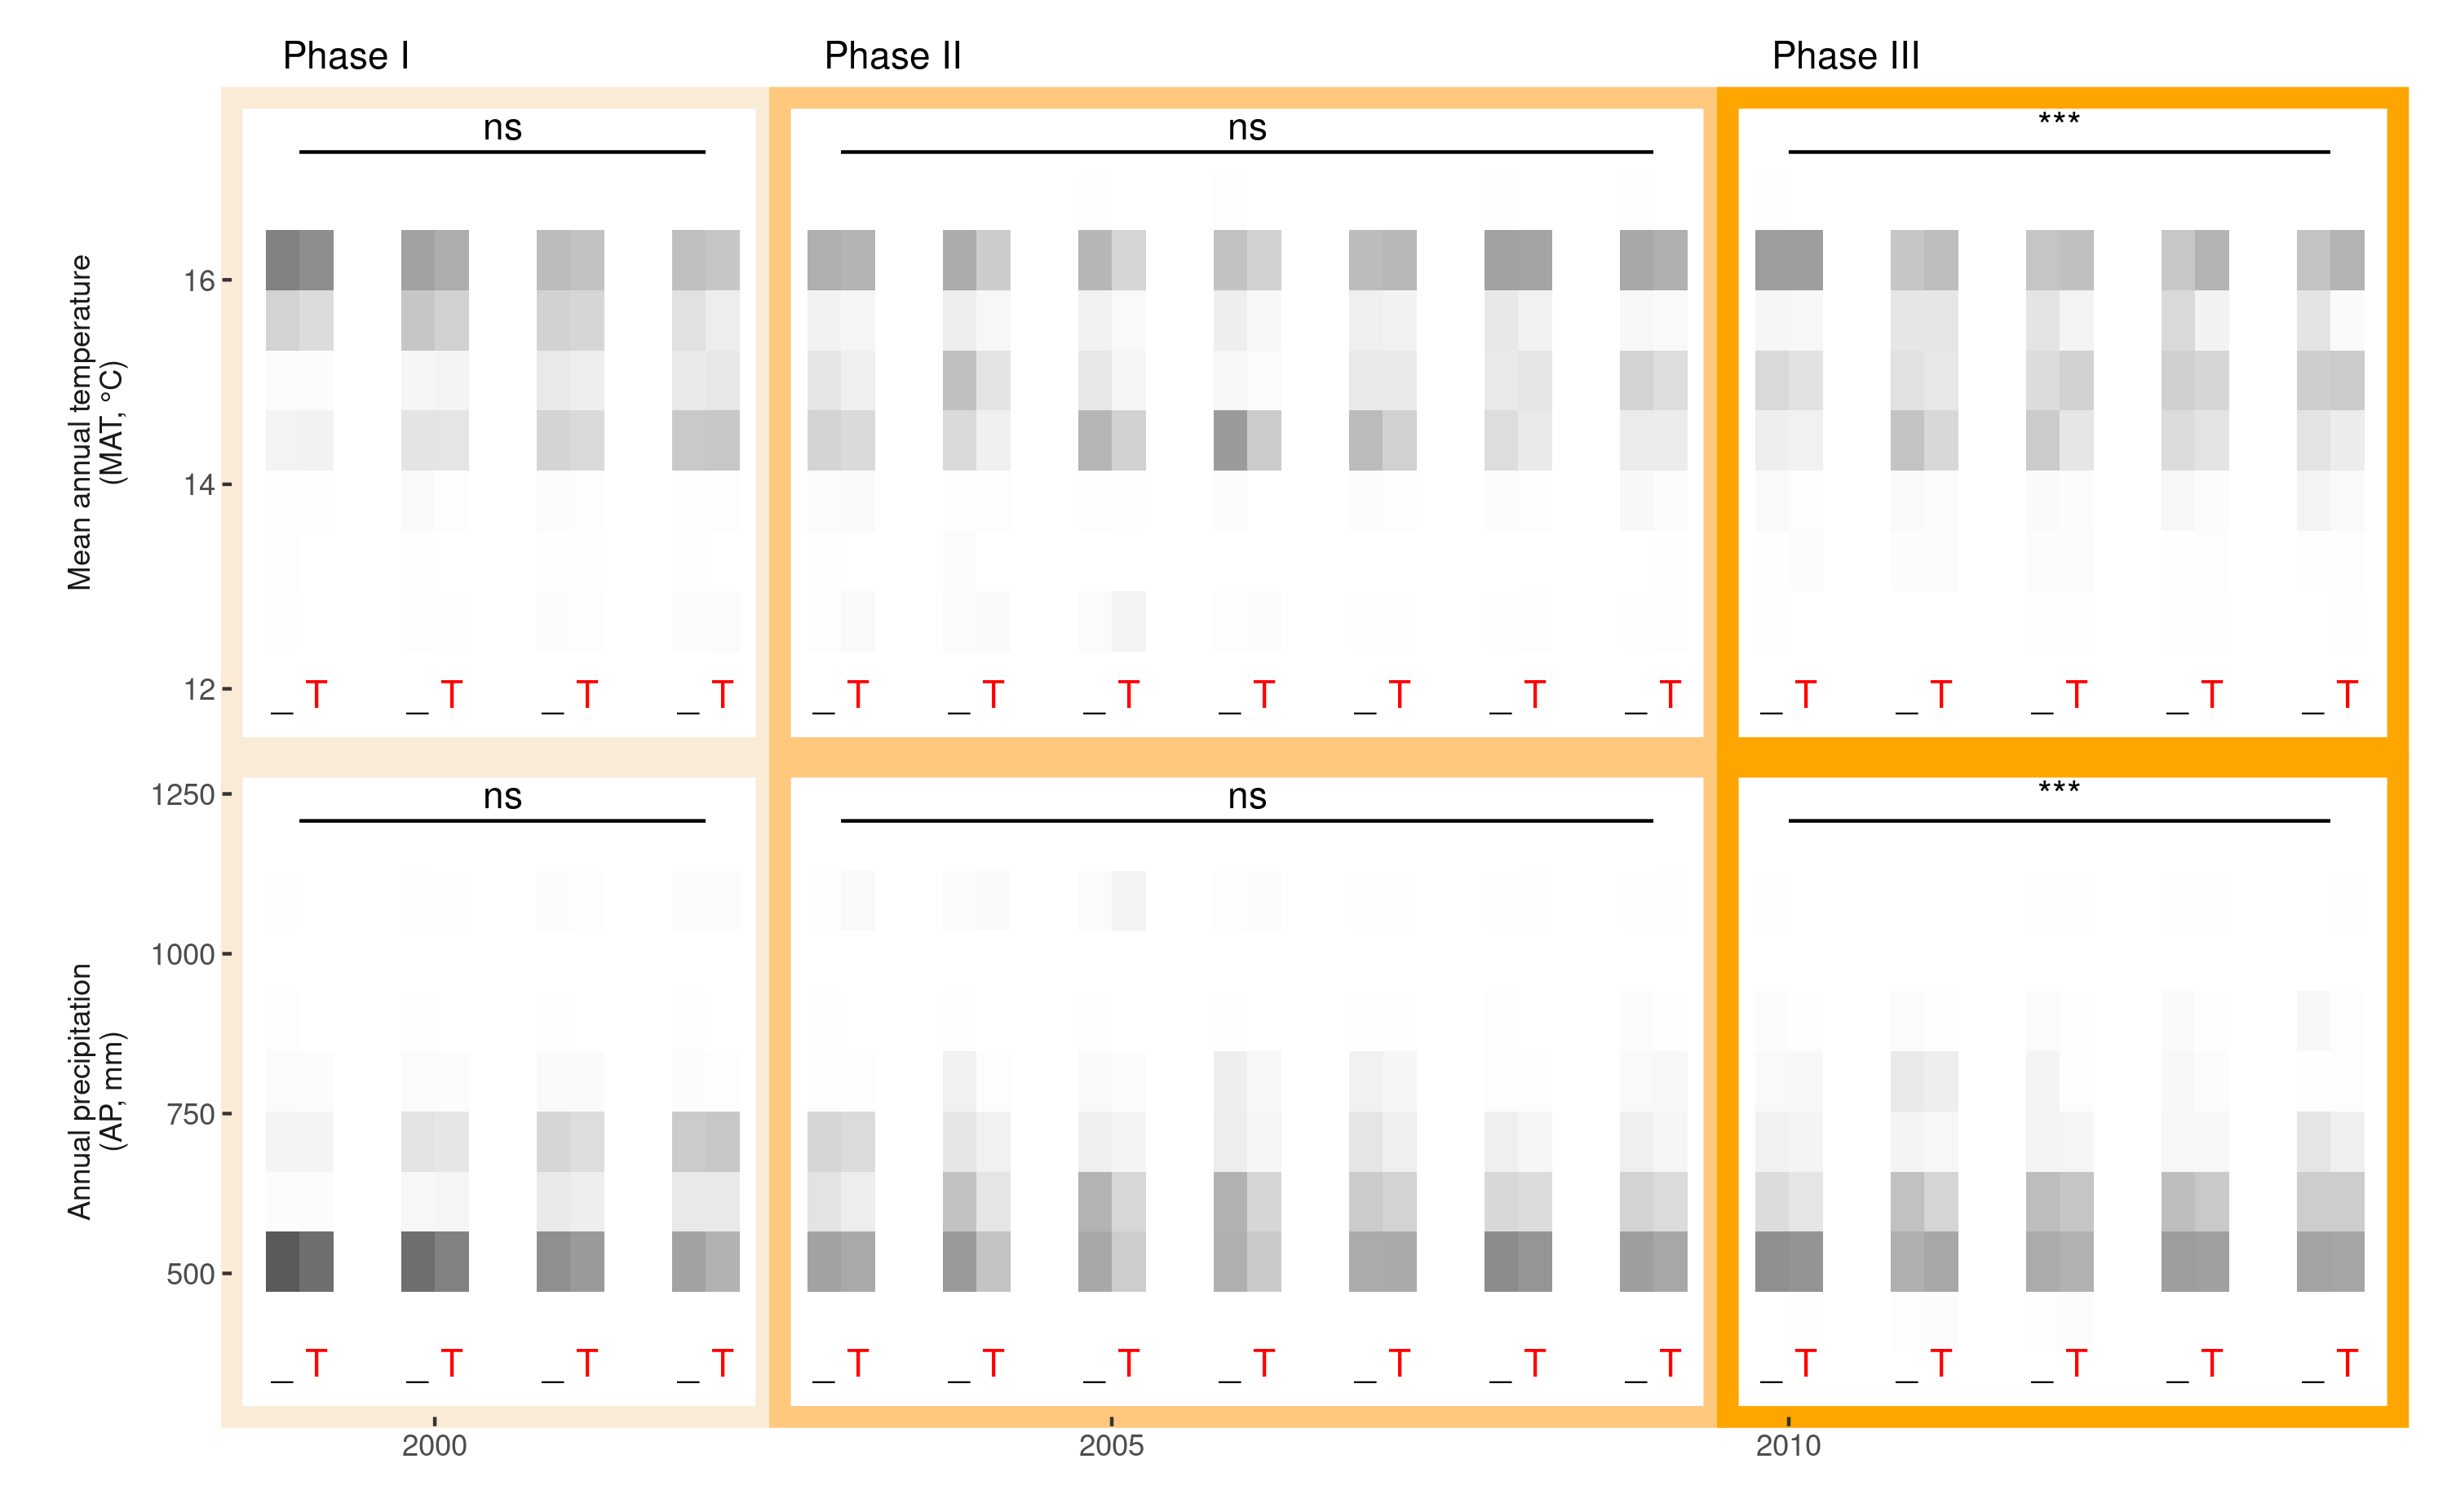 Phase I Phase II Phase III
ns ns ***
Mean annual temperature
(MAT, °C)
16
14
12
_ T _ T _ T _ T _ T _ T _ T _ T _ T _ T _ T _ T _ T _ T _ T _ T
ns ns ***
Annual precipitation
(AP, mm)
1250
1000
750
500
_ T _ T _ T _ T _ T _ T _ T _ T _ T _ T _ T _ T _ T _ T _ T _ T
2000 2005 2010